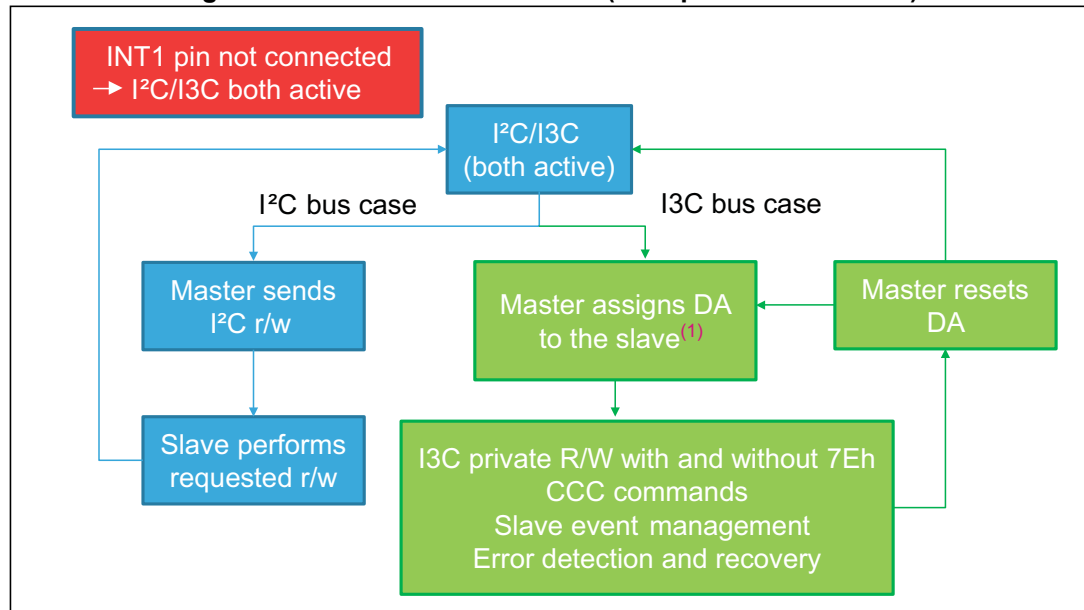 INT1 pin not connected
→ I²C/I3C both active
I²C/I3C
(both active)
I²C bus case
I3C bus case
Master sends
I²C r/w
Master assigns DA
to the slave(1)
Master resets
DA
Slave performs
requested r/w
I3C private R/W with and without 7Eh
CCC commands
Slave event management
Error detection and recovery